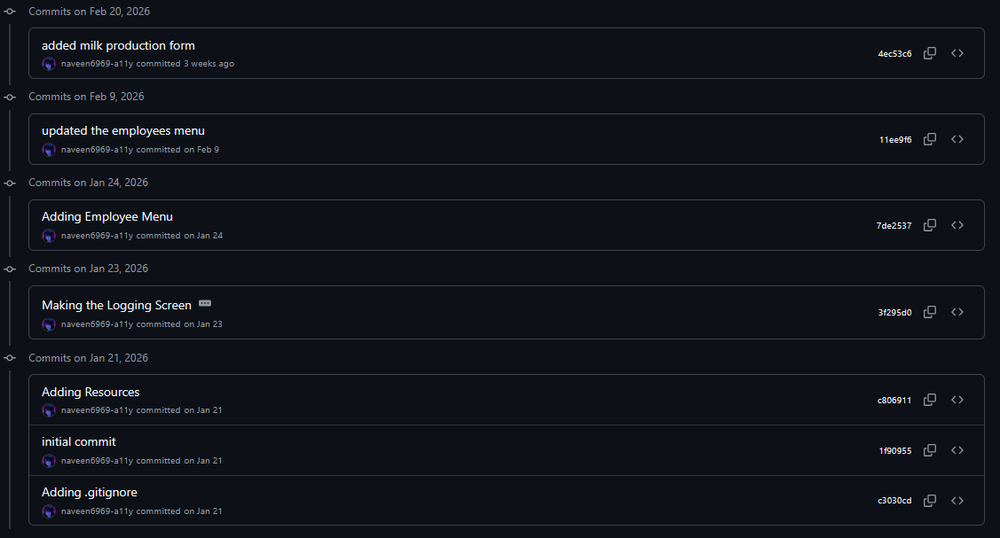 Commits on Feb 20, 2026
added milk production form
naveen6969-a11y committed 3 weeks ago
4ec53c6
Commits on Feb 9, 2026
updated the employees menu
naveen6969-a11y committed on Feb 9
11ee9f6
Commits on Jan 24, 2026
Adding Employee Menu
naveen6969-a11y committed on Jan 24
7de2537
Commits on Jan 23, 2026
Making the Logging Screen
naveen6969-a11y committed on Jan 23
3f295d0
Commits on Jan 21, 2026
Adding Resources
naveen6969-a11y committed on Jan 21
c806911
initial commit
naveen6969-a11y committed on Jan 21
1f90955
Adding .gitignore
naveen6969-a11y committed on Jan 21
c3030cd